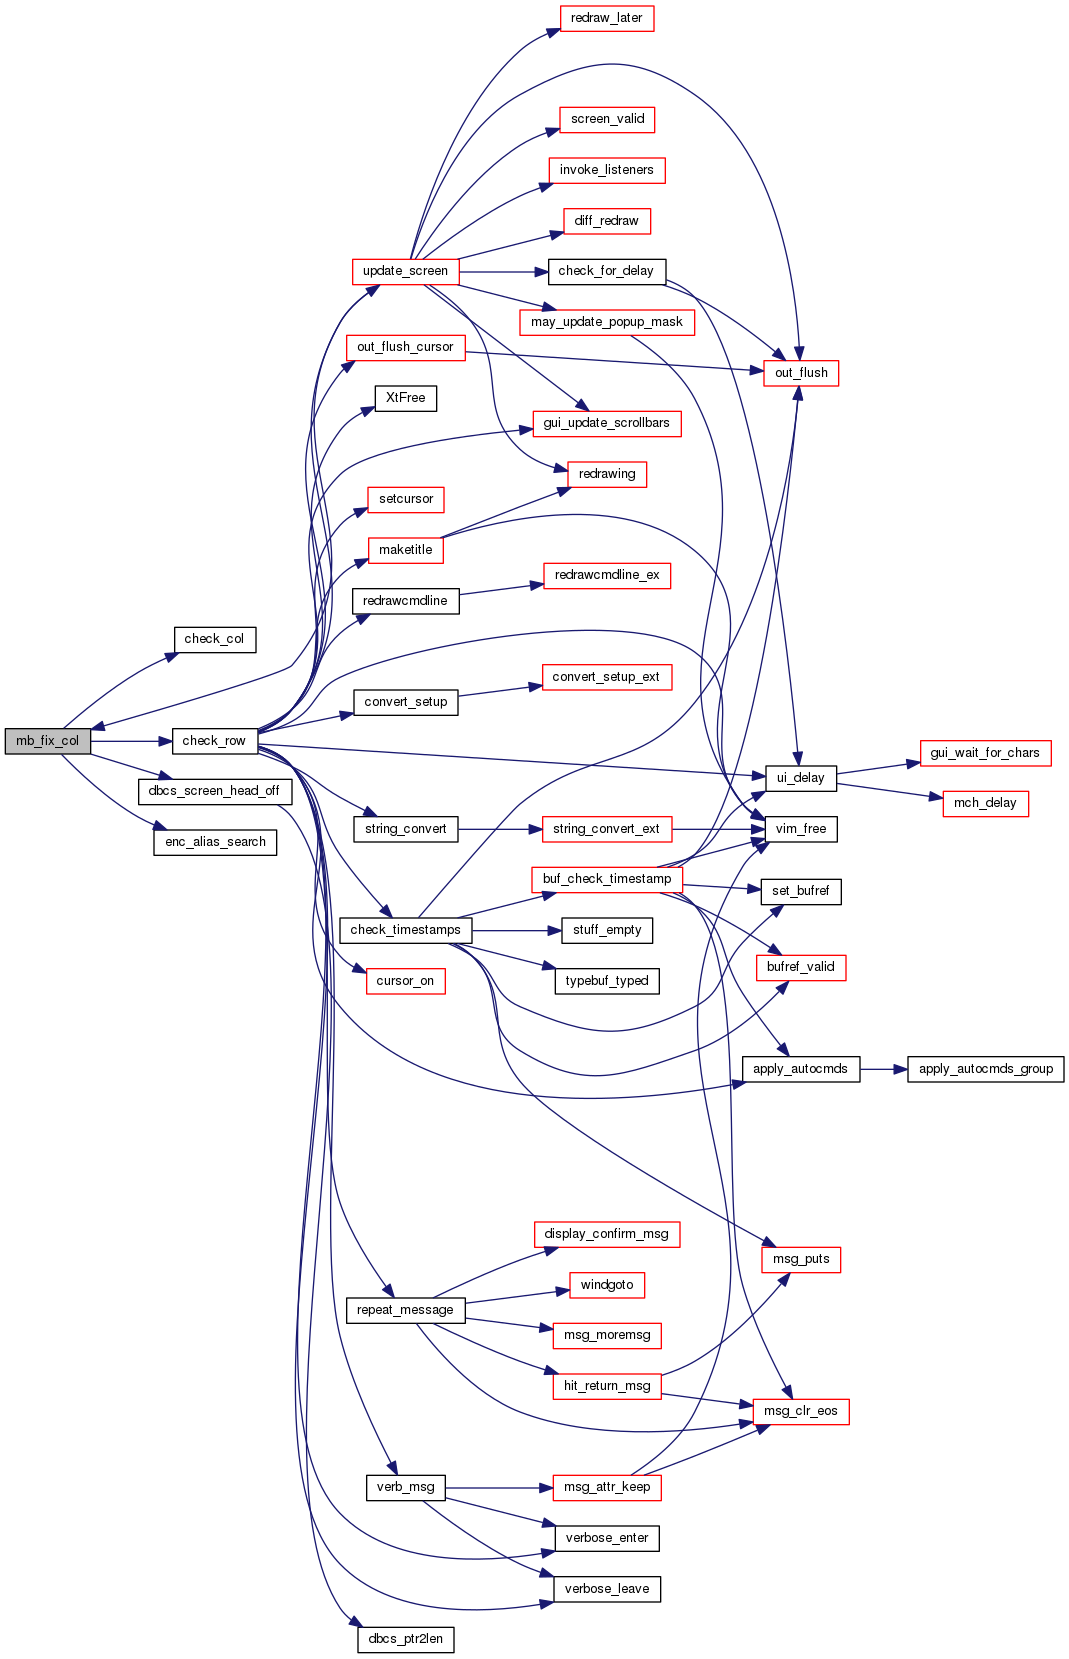 redraw_later
screen_valid
invoke_listeners
diff_redraw
update_screen
check_for_delay
may_update_popup_mask
out_flush_cursor
out_flush
XtFree
gui_update_scrollbars
redrawing
setcursor
maketitle
redrawcmdline_ex
redrawcmdline
check_col
convert_setup_ext
convert_setup
mb_fix_col
check_row
gui_wait_for_chars
ui_delay
dbcs_screen_head_off
mch_delay
string_convert
string_convert_ext
vim_free
enc_alias_search
buf_check_timestamp
set_bufref
check_timestamps
stuff_empty
bufref_valid
cursor_on
typebuf_typed
apply_autocmds
apply_autocmds_group
display_confirm_msg
msg_puts
windgoto
repeat_message
msg_moremsg
hit_return_msg
msg_clr_eos
verb_msg
msg_attr_keep
verbose_enter
verbose_leave
dbcs_ptr2len